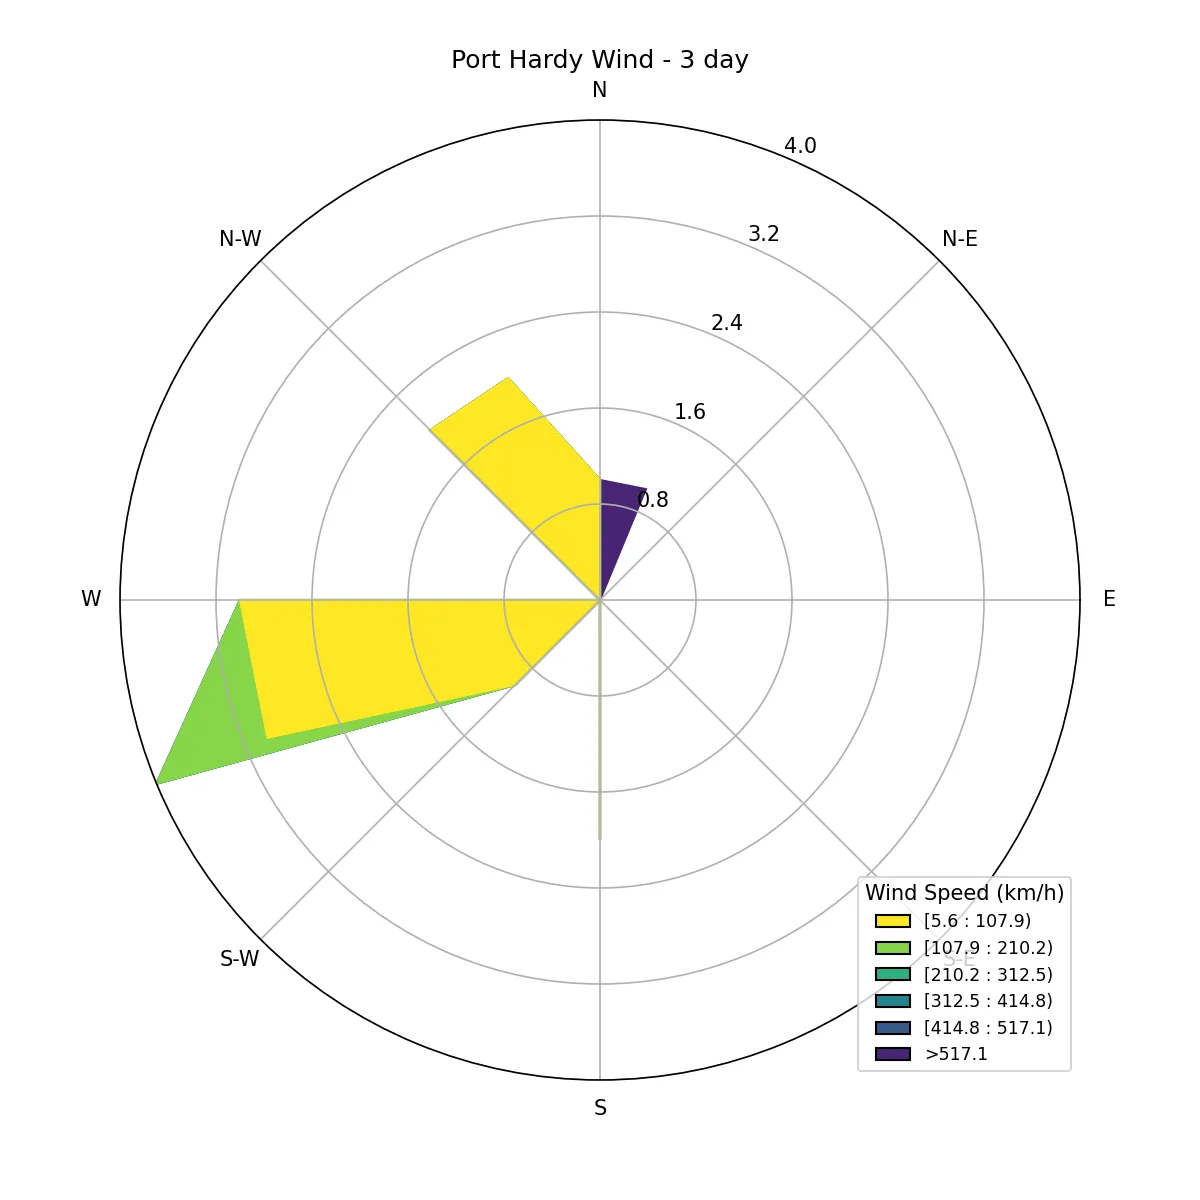 Port Hardy Wind - 3 day
N
4.0
N-W
3.2
N-E
2.4
1.6
0.8
W
E
S-W
S-E
S
Wind Speed (km/h)
[5.6 : 107.9)
[107.9 : 210.2)
[210.2 : 312.5)
[312.5 : 414.8)
[414.8 : 517.1)
>517.1